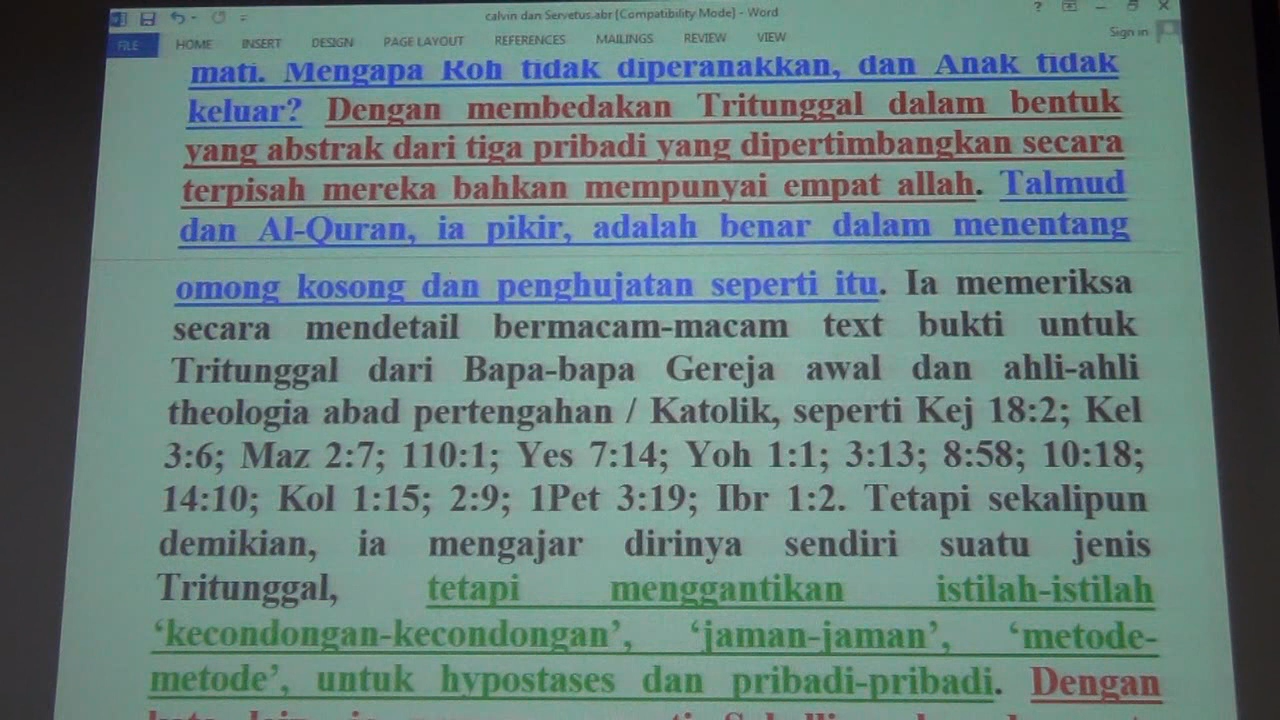 calvin dan Servetus.abr [Compatibility Mode] - Word
?
Sign in
FILE HOME INSERT DESIGN PAGE LAYOUT REFERENCES MAILINGS REVIEW VIEW
mati. Mengapa Roh tidak diperanakkan, dan Anak tidak
keluar? Dengan membedakan Tritunggal dalam bentuk
yang abstrak dari tiga pribadi yang dipertimbangkan secara
terpisah mereka bahkan mempunyai empat allah. Talmud
dan Al-Quran, ia pikir, adalah benar dalam menentang
omong kosong dan penghujatan seperti itu. Ia memeriksa
secara mendetail bermacam-macam text bukti untuk
Tritunggal dari Bapa-bapa Gereja awal dan ahli-ahli
theologia abad pertengahan / Katolik, seperti Kej 18:2; Kel
3:6; Maz 2:7; 110:1; Yes 7:14; Yoh 1:1; 3:13; 8:58; 10:18;
14:10; Kol 1:15; 2:9; 1Pet 3:19; Ibr 1:2. Tetapi sekalipun
demikian, ia mengajar dirinya sendiri suatu jenis
Tritunggal, tetapi menggantikan istilah-istilah
‘kecondongan-kecondongan’, ‘jaman-jaman’, ‘metode-
metode’, untuk hypostases dan pribadi-pribadi. Dengan